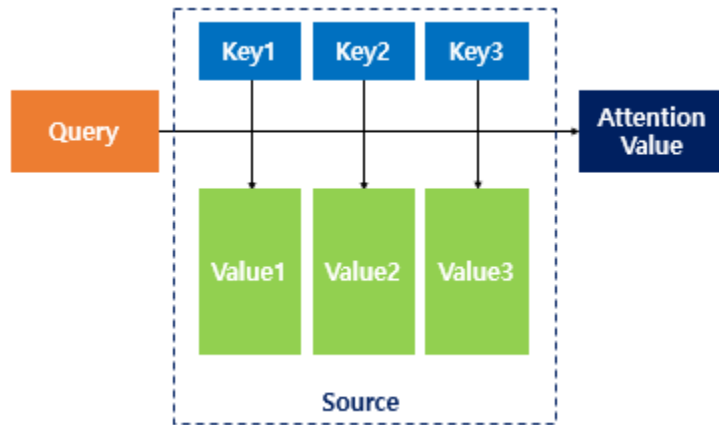 Key1
Key2
Key3
Query
Attention
Value
Value1
Value2
Value3
Source